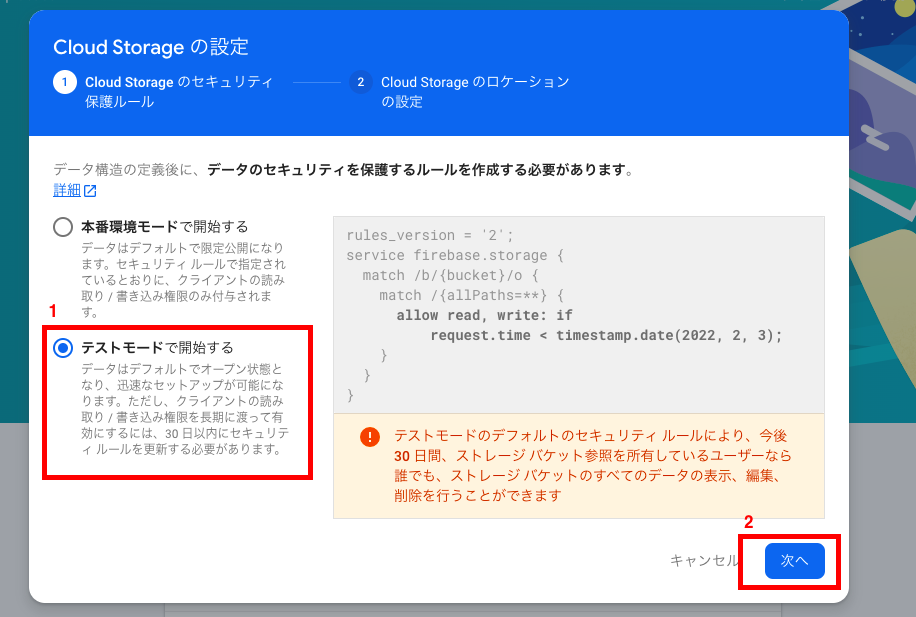 Cloud Storage の設定
1 Cloud Storage のセキュリティ
保護ルール
2 Cloud Storage のロケーション
の設定
データ構造の定義後に、データのセキュリティを保護するルールを作成する必要があります。
詳細
本番環境モードで開始する
データはデフォルトで限定公開になり
ます。セキュリティ ルールで指定され
ているとおりに、クライアントの読み
取り / 書き込み権限のみ付与されま
す。
1
テストモードで開始する
データはデフォルトでオープン状態と
なり、迅速なセットアップが可能にな
ります。ただし、クライアントの読み
取り / 書き込み権限を長期に渡って有
効にするには、30 日以内にセキュリテ
ィ ルールを更新する必要があります。
rules_version = '2';
service firebase.storage {
match /b/{bucket}/o {
match /{allPaths=**} {
allow read, write: if
request.time < timestamp.date(2022, 2, 3);
}
}
}
テストモードのデフォルトのセキュリティ ルールにより、今後
30 日間、ストレージ バケット参照を所有しているユーザーなら
誰でも、ストレージ バケットのすべてのデータの表示、編集、
削除を行うことができます
2
キャンセル
次へ